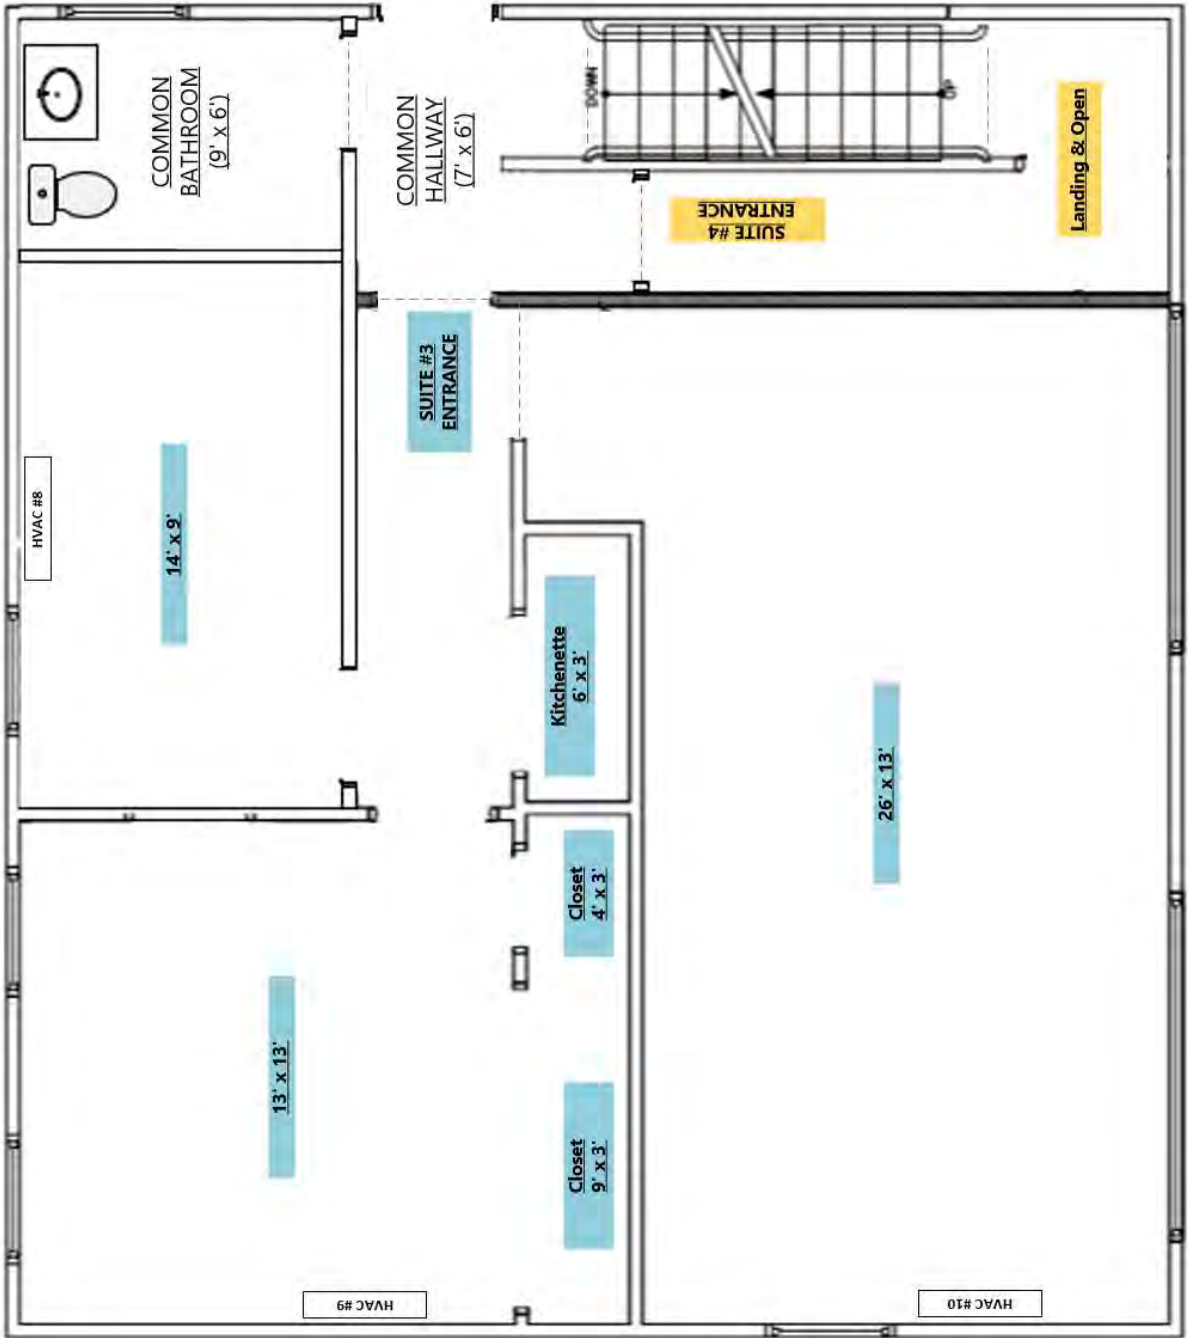 COMMON
BATHROOM
(9' x 6')
COMMON
HALLWAY
(7' x 6')
DOWN
UP
SUITE #4
ENTRANCE
Landing & Open
SUITE #3
ENTRANCE
HVAC #8
14' x 9'
Kitchenette
6' x 3'
26' x 13'
Closet
4' x 3'
13' x 13'
Closet
9' x 3'
HVAC #9
HVAC #10